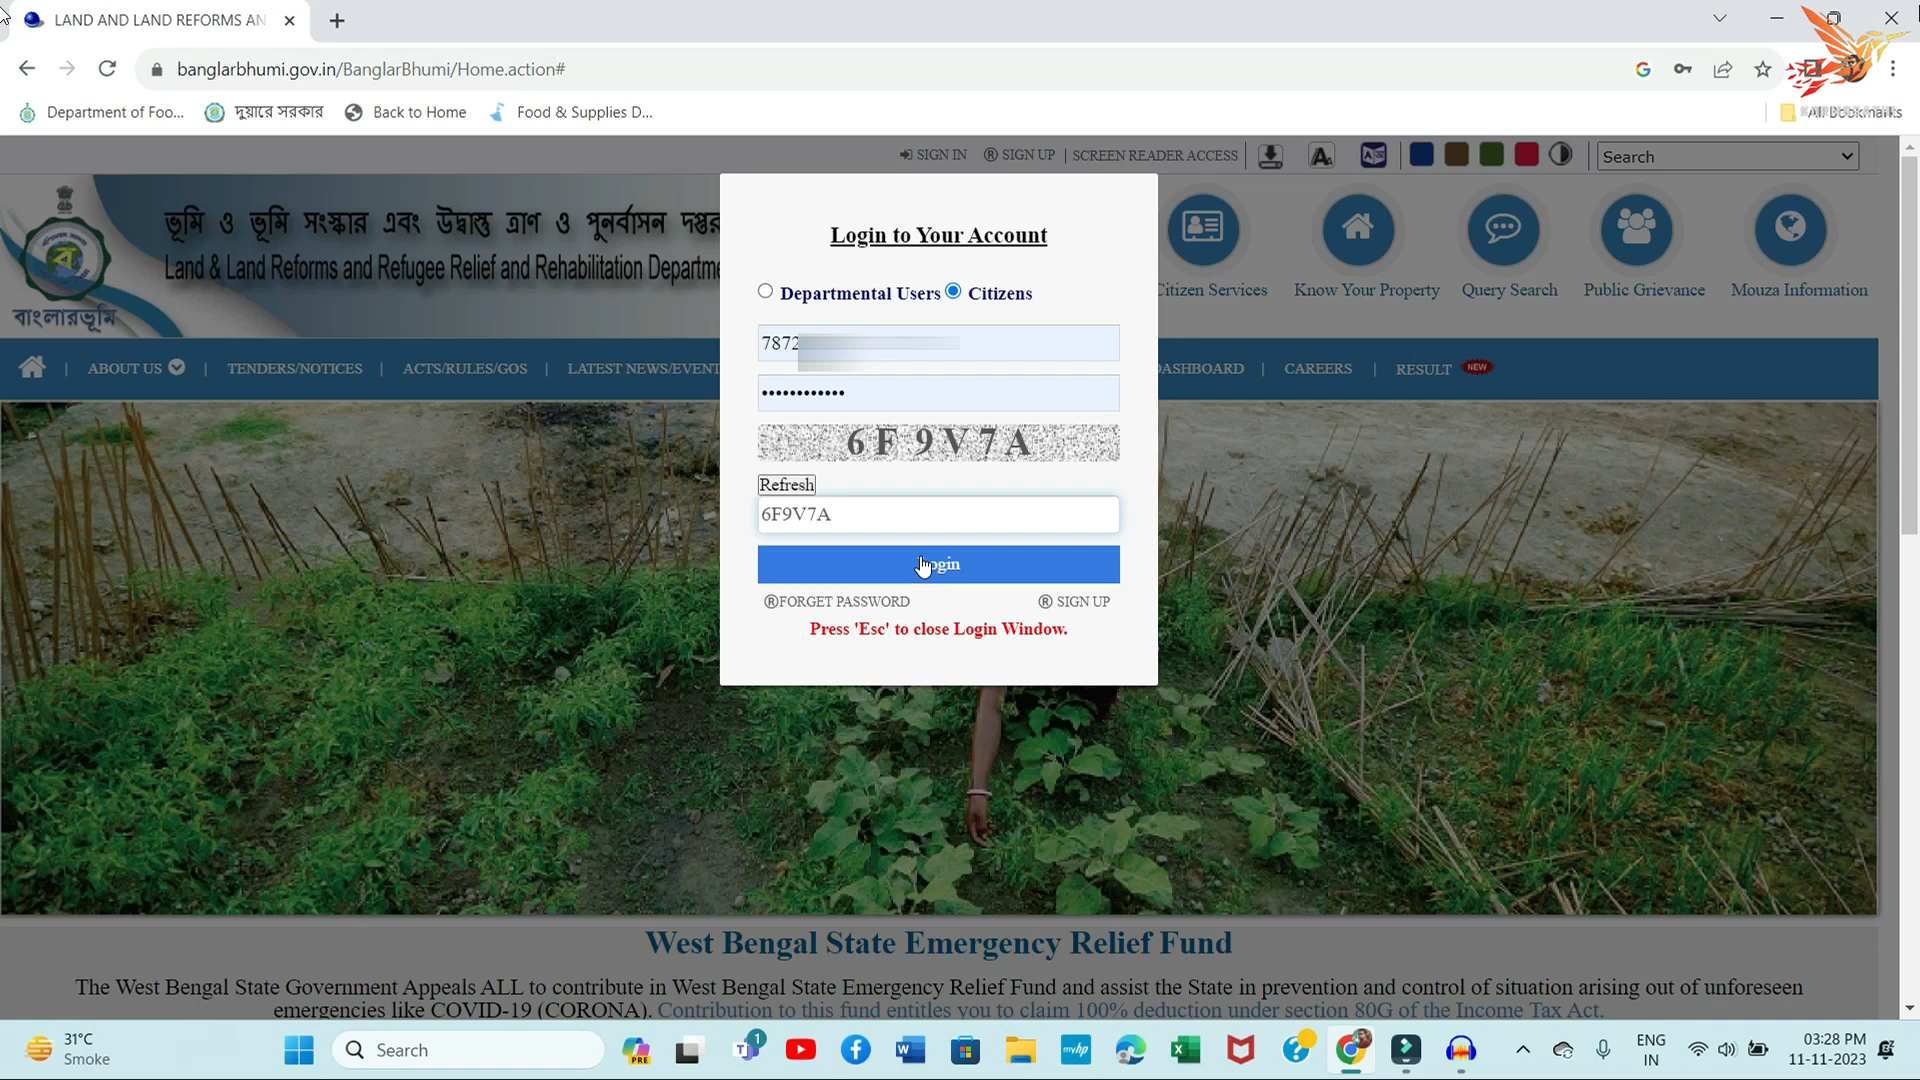 LAND AND LAND REFORMS AN
banglarbhumi.gov.in/BanglarBhumi/Home.action#
Department of Foo...
দুয়ারে সরকার
Back to Home
Food & Supplies D...
All Bookmarks
SIGN IN
® SIGN UP
SCREEN READER ACCESS
Search
ভূমি ও ভূমি সংস্কার এবং উদ্বাস্তু ত্রাণ ও পুনর্বাসন দপ্তর
Land & Land Reforms and Refugee Relief and Rehabilitation Departme
বাংলারভূমি
Citizen Services
Know Your Property
Query Search
Public Grievance
Mouza Information
ABOUT US
TENDERS/NOTICES
ACTS/RULES/GOS
LATEST NEWS/EVENT
DASHBOARD
CAREERS
RESULT
NEW
Login to Your Account
Departmental Users
Citizens
7872
6F9V7A
Refresh
6F9V7A
Login
®FORGET PASSWORD
® SIGN UP
Press 'Esc' to close Login Window.
West Bengal State Emergency Relief Fund
The West Bengal State Government Appeals ALL to contribute in West Bengal State Emergency Relief Fund and assist the State in prevention and control of situation arising out of unforeseen
emergencies like COVID-19 (CORONA). Contribution to this fund entitles you to claim 100% deduction under section 80G of the Income Tax Act.
31°C
Smoke
Search
PRE
1
myhp
ENG
IN
03:28 PM
11-11-2023